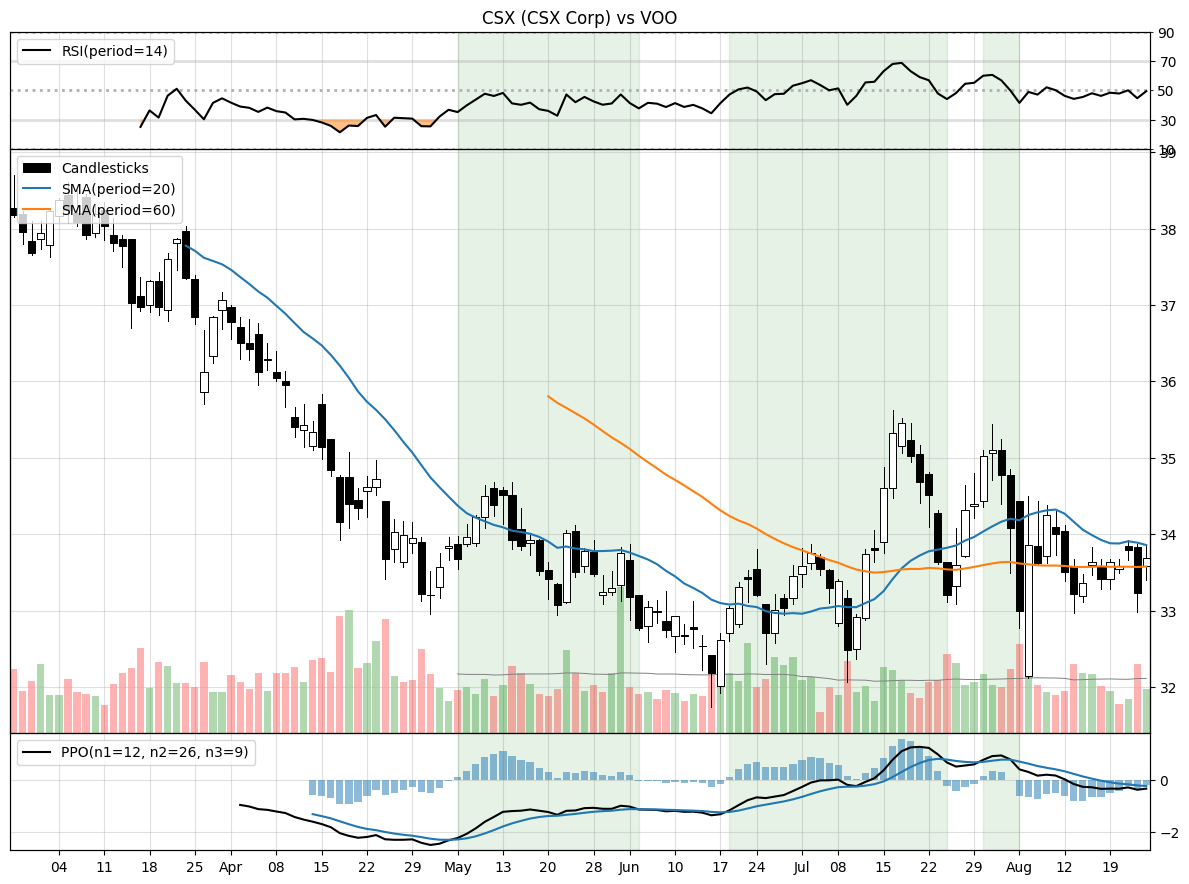 CSX (CSX Corp) vs VOO
RSI(period=14)
90
70
50
30
10
Candlesticks
SMA(period=20)
SMA(period=60)
39
38
37
36
35
34
33
32
PPO(n1=12, n2=26, n3=9)
0
−2
04 11 18 25 Apr 08 15 22 29 May 13 20 28 Jun 10 17 24 Jul 08 15 22 29 Aug 12 19